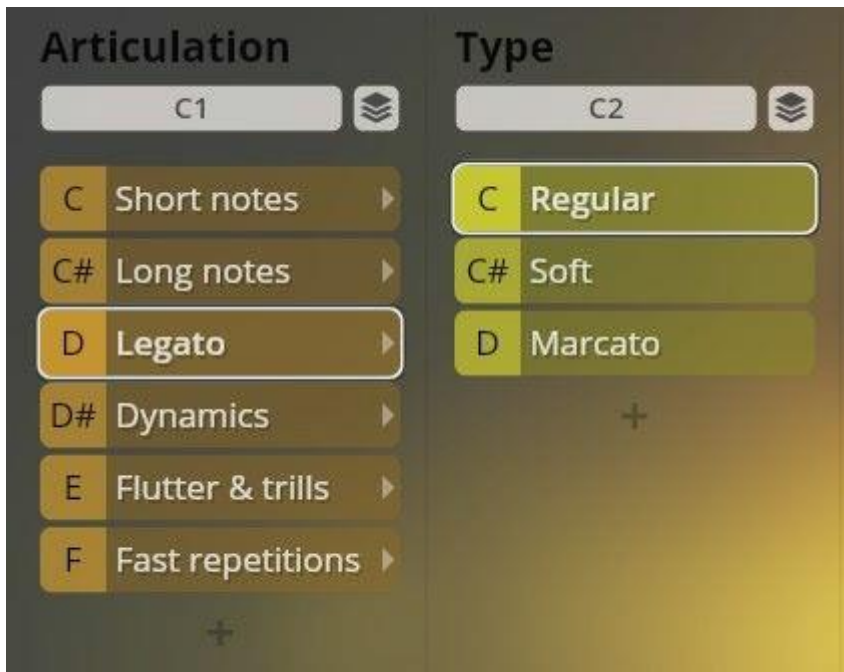 Articulation
C1
C Short notes
C# Long notes
D Legato
D# Dynamics
E Flutter & trills
F Fast repetitions
+
Type
C2
C Regular
C# Soft
D Marcato
+